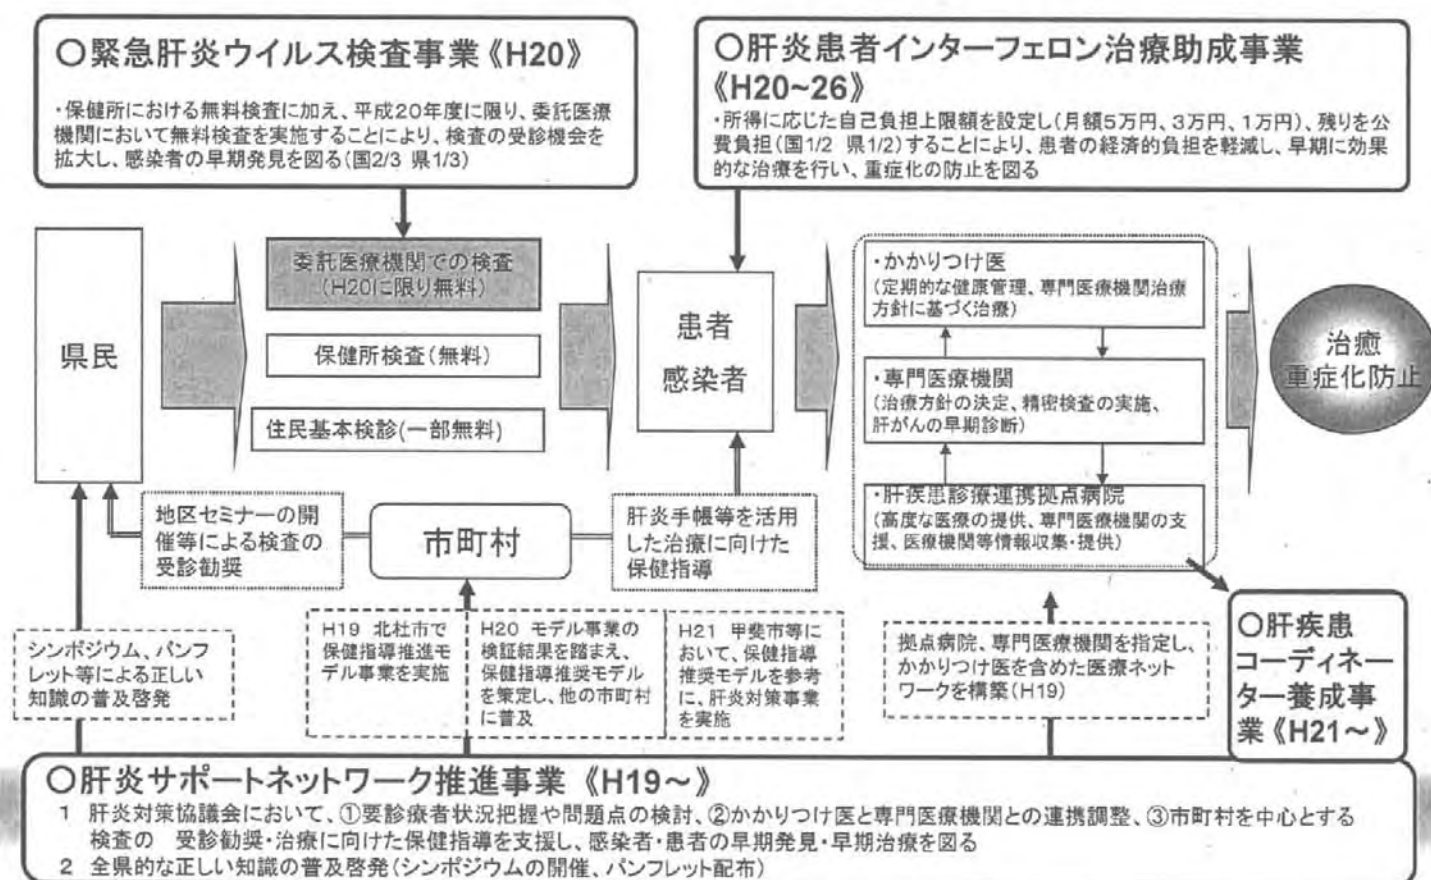 〇緊急肝炎ウイルス検査事業《H20》
・保健所における無料検査に加え、平成20年度に限り、委託医療
機関において無料検査を実施することにより、検査の受診機会を
拡大し、感染者の早期発見を図る(国2/3 県1/3)
〇肝炎患者インターフェロン治療助成事業
《H20~26》
・所得に応じた自己負担上限額を設定し(月額5万円、3万円、1万円)、残りを公
費負担(国1/2 県1/2)することにより、患者の経済的負担を軽減し、早期に効果
的な治療を行い、重症化の防止を図る
県民
委託医療機関での検査
(H20に限り無料)
保健所検査(無料)
住民基本検診(一部無料)
患者
感染者
・かかりつけ医
(定期的な健康管理、専門医療機関治療
方針に基づく治療)
・専門医療機関
(治療方針の決定、精密検査の実施、
肝がんの早期診断)
・肝疾患診療連携拠点病院
(高度な医療の提供、専門医療機関の支
援、医療機関等情報収集・提供)
治癒
重症化防止
地区セミナーの開
催等による検査の
受診勧奨
市町村
肝炎手帳等を活用
した治療に向けた
保健指導
シンポジウム、パンフ
レット等による正しい
知識の普及啓発
H19 北杜市で
保健指導推進モ
デル事業を実施
H20 モデル事業の
検証結果を踏まえ、
保健指導推奨モデル
を策定し、他の市町村
に普及
H21 甲斐市等に
おいて、保健指導
推奨モデルを参考
に、肝炎対策事業
を実施
拠点病院、専門医療機関を指定し、
かかりつけ医を含めた医療ネット
ワークを構築(H19)
〇肝疾患
コーディネー
ター養成事
業《H21～》
〇肝炎サポートネットワーク推進事業 《H19～》
1 肝炎対策協議会において、①要診療者状況把握や問題点の検討、②かかりつけ医と専門医療機関との連携調整、③市町村を中心とする
検査の 受診勧奨・治療に向けた保健指導を支援し、感染者・患者の早期発見・早期治療を図る
2 全県的な正しい知識の普及啓発(シンポジウムの開催、パンフレット配布)